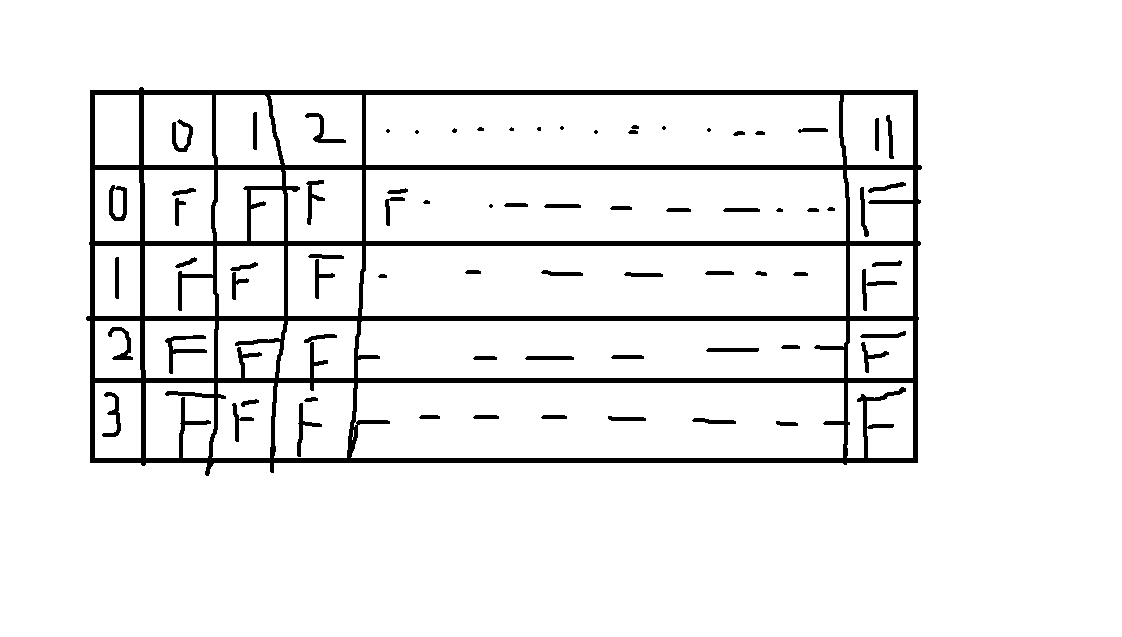 0 1 2 . . . . . . . . . . . . - - — 11
0 F F F F . . - — - - — . . - - F
1 F F F . - — — — - - F
2 F F F — - — — — - — F
3 F F F — - - - — — - - F